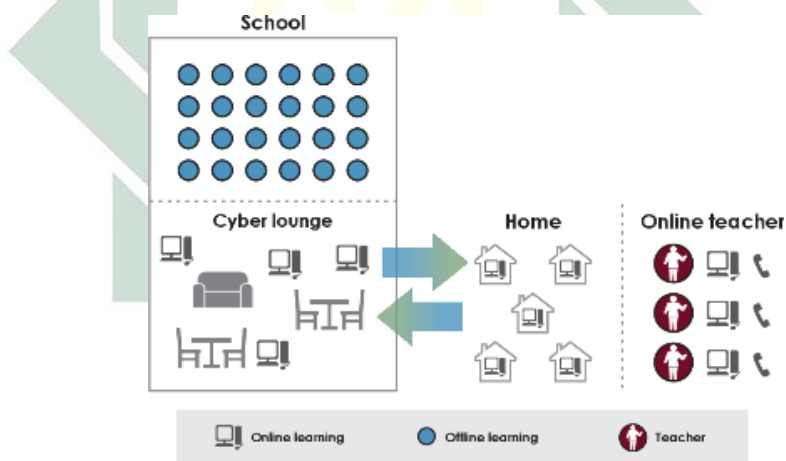 School
Cyber lounge
Home
Online teacher
Online learning
Offline learning
Teacher